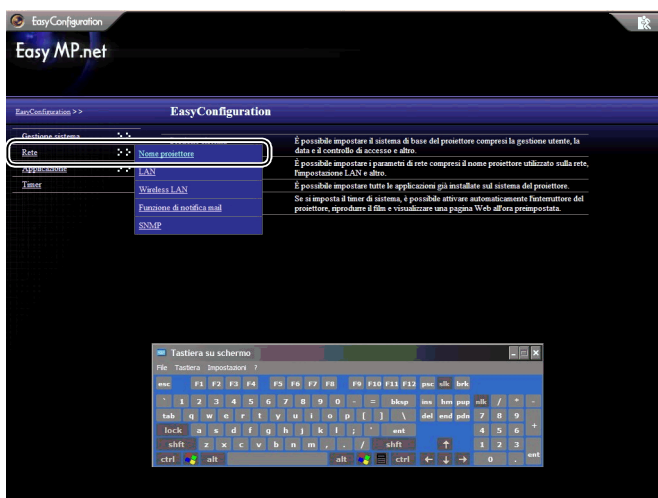 EasyConfiguration
Easy MP.net
EasyConfiguration >>
EasyConfiguration
Gestione sistema
È possibile impostare il sistema di base del proiettore compresi la gestione utente, la
data e il controllo di accesso e altro.
Rete
Nome proiettore
È possibile impostare i parametri di rete compresi il nome proiettore utilizzato sulla rete,
l'impostazione LAN e altro.
Applicazione
LAN
È possibile impostare tutte le applicazioni già installate sul sistema del proiettore.
Timer
Wireless LAN
Se si imposta il timer di sistema, è possibile attivare automaticamente l'interruttore del
proiettore, riprodurre il film e visualizzare una pagina Web all'ora preimpostata.
Funzione di notifica mail
SNMP
Tastiera su schermo
File Tastiera Impostazioni ?
esc F1 F2 F3 F4 F5 F6 F7 F8 F9 F10 F11 F12 psc slk brk
` 1 2 3 4 5 6 7 8 9 0 - = bksp ins hm pup nlk / * -
tab q w e r t y u i o p [ ] \ del end pdn 7 8 9
lock a s d f g h j k l ; ' ent 4 5 6 +
shft z x c v b n m , . / shft ↑ 1 2 3
ctrl alt alt ctrl ← ↓ → 0 . ent